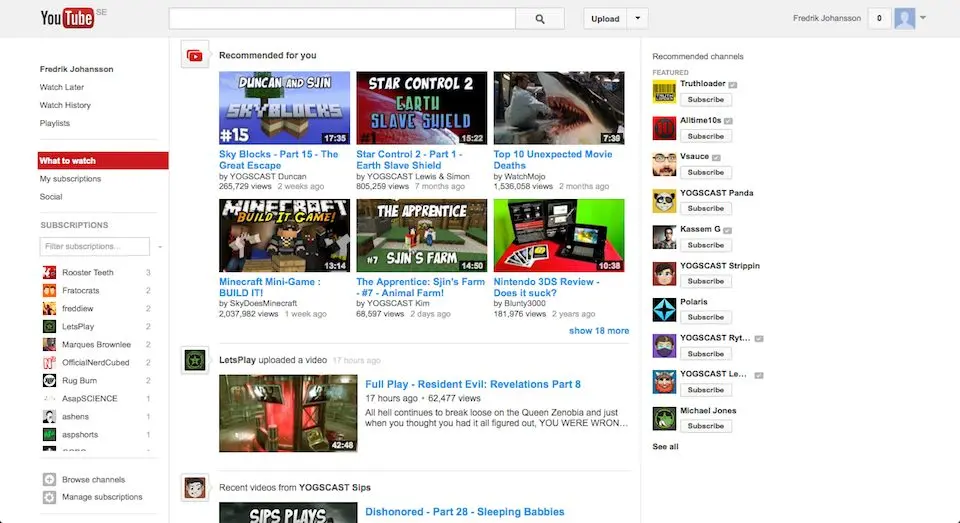 YouTube SE
Upload
Fredrik Johansson
0
Fredrik Johansson
Watch Later
Watch History
Playlists
What to watch
My subscriptions
Social
SUBSCRIPTIONS
Filter subscriptions...
Rooster Teeth 3
Fratocrats 2
freddiew 2
LetsPlay 2
Marques Brownlee 2
OfficialNerdCubed 2
Rug Bum 2
AsapSCIENCE 1
ashens 1
aspshorts 1
Browse channels
Manage subscriptions
Recommended for you
DUNCAN AND SJIN
SKYBLOCKS
#15
17:35
Sky Blocks - Part 15 - The
Great Escape
by YOGSCAST Duncan
265,729 views 2 weeks ago
STAR CONTROL 2
EARTH
SLAVE SHIELD
15:22
Star Control 2 - Part 1 -
Earth Slave Shield
by YOGSCAST Lewis & Simon
805,259 views 7 months ago
7:39
Top 10 Unexpected Movie
Deaths
by WatchMojo
1,536,058 views 2 months ago
MINECRAFT
BUILD IT GAME!
13:14
Minecraft Mini-Game :
BUILD IT!
by SkyDoesMinecraft
2,037,982 views 1 week ago
THE APPRENTICE
#7 SJIN'S FARM
14:50
The Apprentice: Sjin's Farm
- #7 - Animal Farm!
by YOGSCAST Kim
68,597 views 2 days ago
10:38
Nintendo 3DS Review -
Does it suck?
by Blunty3000
181,976 views 2 years ago
show 18 more
LetsPlay uploaded a video 17 hours ago
42:48
Full Play - Resident Evil: Revelations Part 8
17 hours ago • 62,477 views
All hell continues to break loose on the Queen Zenobia and just
when you thought you had it all figured out, YOU WERE WRON...
Recent videos from YOGSCAST Sips
SIPS PLAYS
Dishonored - Part 28 - Sleeping Babbies
Recommended channels
FEATURED
Truthloader
Subscribe
Alltime10s
Subscribe
Vsauce
Subscribe
YOGSCAST Panda
Subscribe
Kassem G
Subscribe
YOGSCAST Strippin
Subscribe
Polaris
Subscribe
YOGSCAST Ryt...
Subscribe
YOGSCAST Le...
Subscribe
Michael Jones
Subscribe
See all